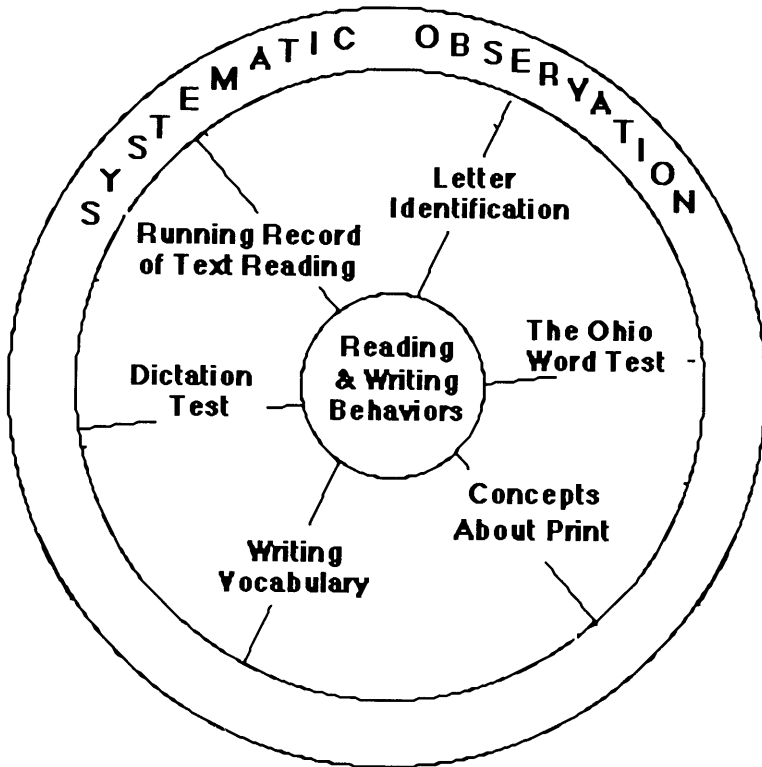 SYSTEMATIC OBSERVATION
Letter
Identification
Running Record
of Text Reading
The Ohio
Word Test
Reading
& Writing
Behaviors
Dictation
Test
Concepts
About Print
Writing
Vocabulary